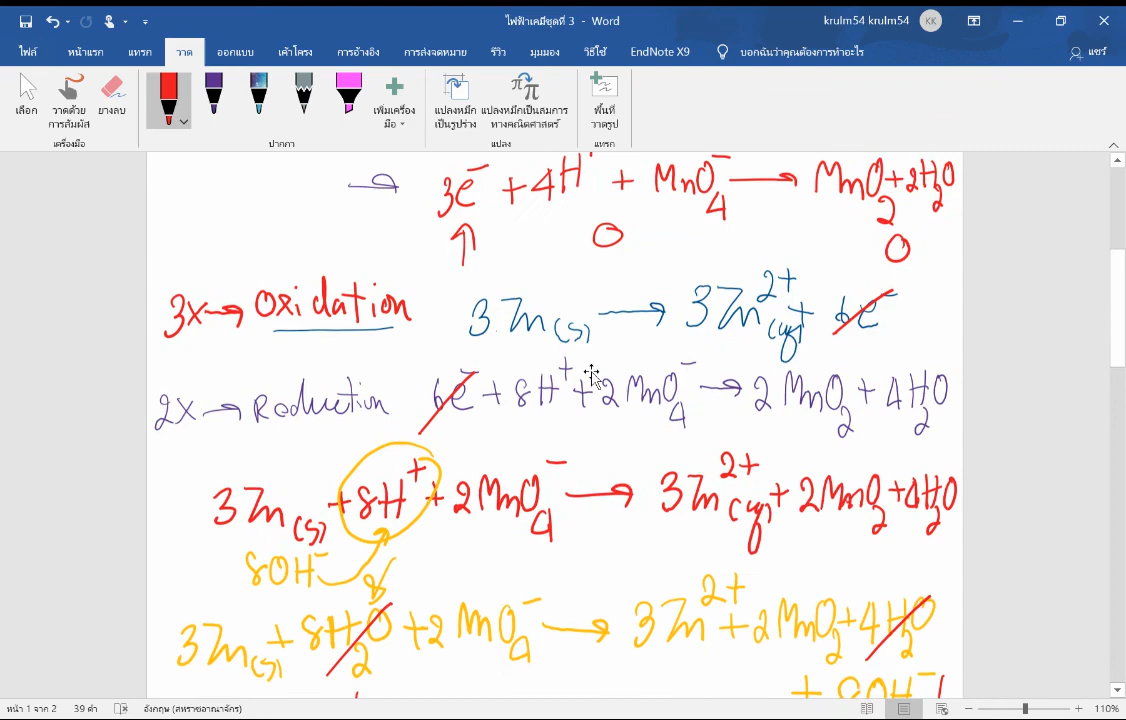 ไฟฟ้าเคมีชุดที่ 3 - Word
krulm54 krulm54
KK
ไฟล์ หน้าแรก แทรก วาด ออกแบบ เค้าโครง การอ้างอิง การส่งจดหมาย รีวิว มุมมอง วิธีใช้ EndNote X9 บอกฉันว่าคุณต้องการทำอะไร แชร์
เลือก วาดด้วยการสัมผัส ยางลบ เพิ่มเครื่องมือ แปลงหมึกเป็นรูปร่าง แปลงหมึกเป็นสมการทางคณิตศาสตร์ พื้นที่วาดรูป
เครื่องมือ ปากกา แปลง แทรก
→ 3e⁻ + 4H⁺ + MnO₄⁻ → MnO₂ + 2H₂O
↑ 0 0
3x → Oxidation 3Zn(s) → 3Zn²⁺(aq) + 6e⁻
2x → Reduction 6e⁻ + 8H⁺ + 2MnO₄⁻ → 2MnO₂ + 4H₂O
3Zn(s) + 8H⁺ + 2MnO₄⁻ → 3Zn²⁺(aq) + 2MnO₂ + 4H₂O
8OH⁻
3Zn(s) + 8H₂O + 2MnO₄⁻ → 3Zn²⁺ + 2MnO₂ + 4H₂O
+ 8OH⁻
หน้า 1 จาก 2 39 คำ อังกฤษ (สหราชอาณาจักร) 110%